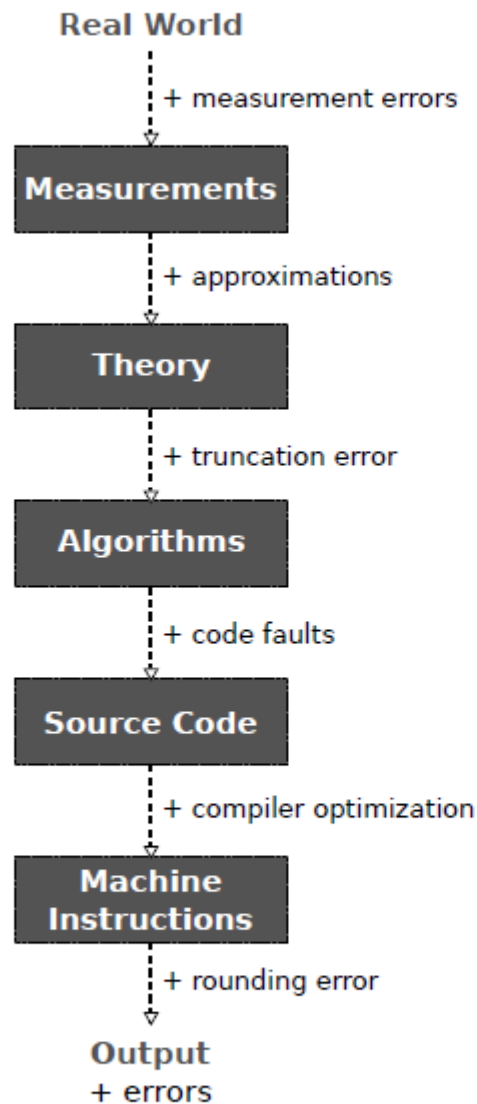 Real World
+ measurement errors
Measurements
+ approximations
Theory
+ truncation error
Algorithms
+ code faults
Source Code
+ compiler optimization
Machine
Instructions
+ rounding error
Output
+ errors